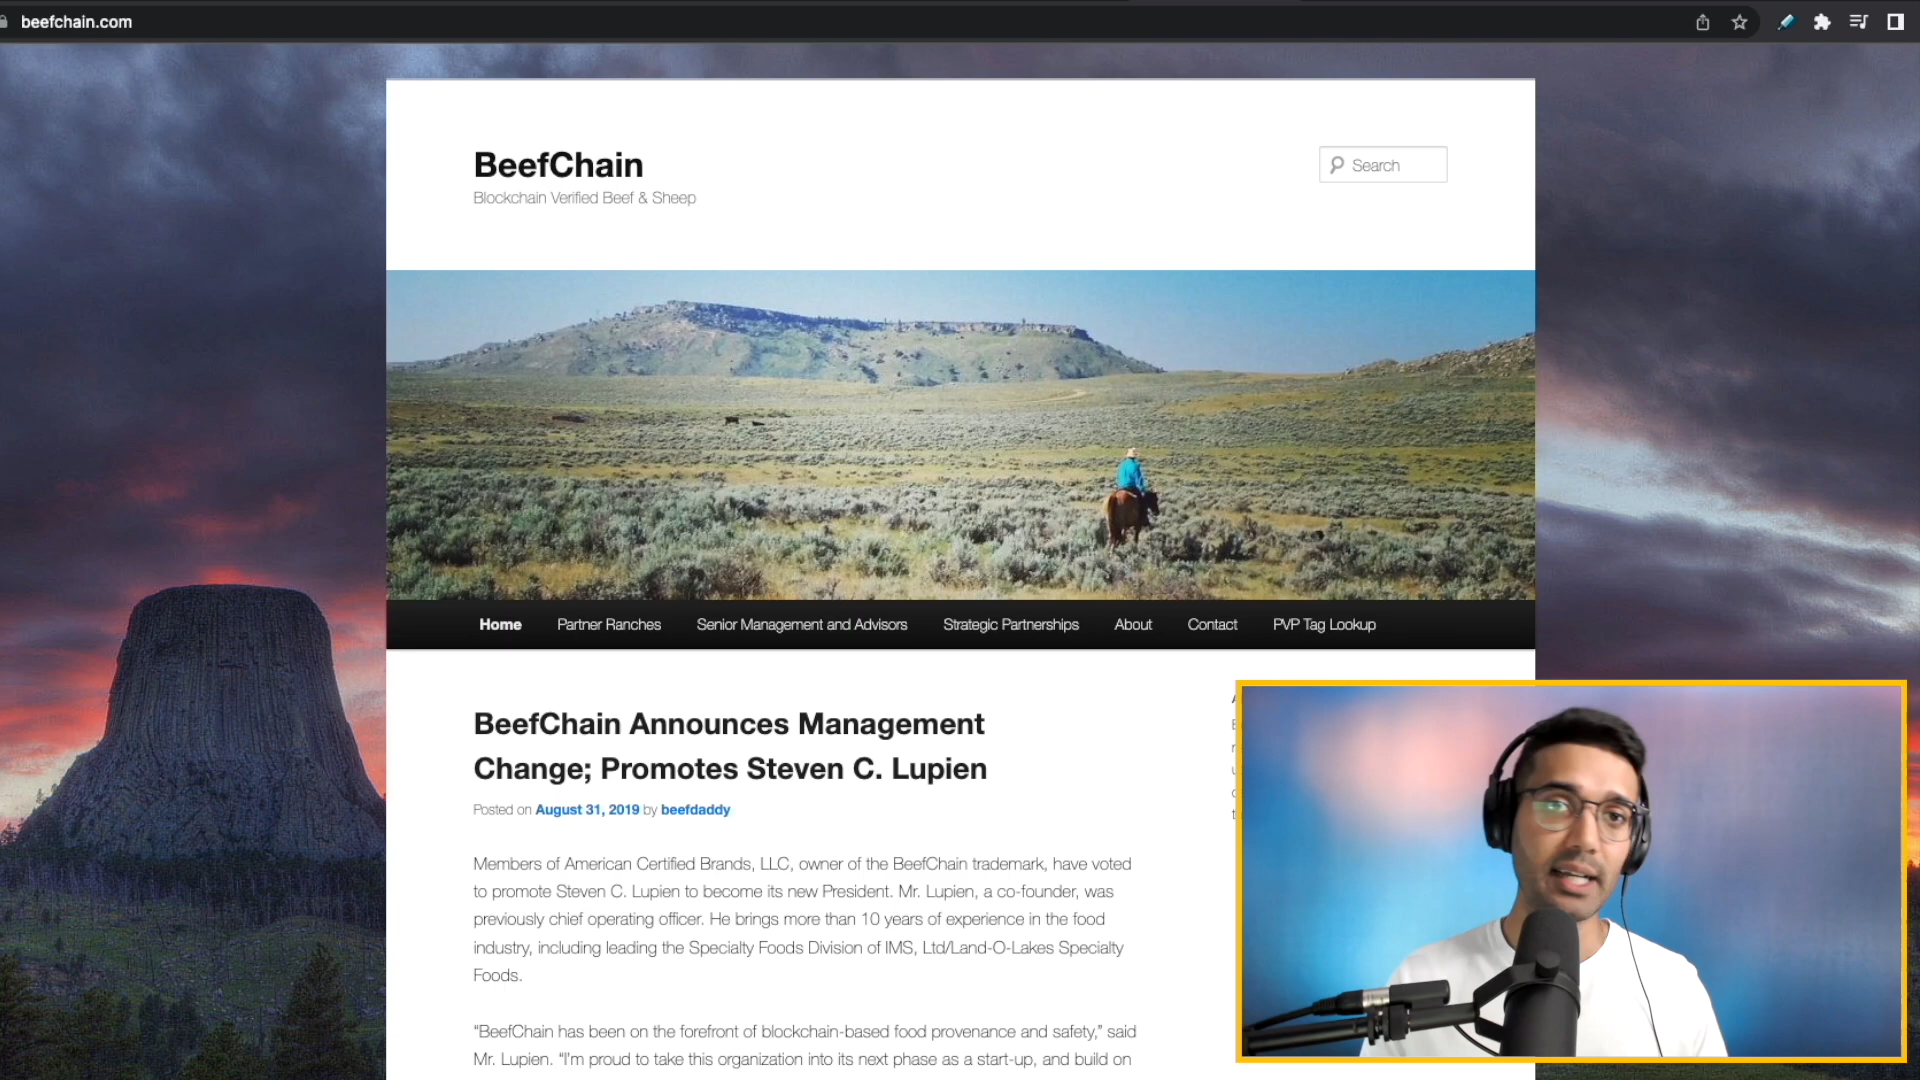 beefchain.com
BeefChain
Blockchain Verified Beef & Sheep
Search
Home Partner Ranches Senior Management and Advisors Strategic Partnerships About Contact PVP Tag Lookup
BeefChain Announces Management
Change; Promotes Steven C. Lupien
Posted on August 31, 2019 by beefdaddy
Members of American Certified Brands, LLC, owner of the BeefChain trademark, have voted
to promote Steven C. Lupien to become its new President. Mr. Lupien, a co-founder, was
previously chief operating officer. He brings more than 10 years of experience in the food
industry, including leading the Specialty Foods Division of IMS, Ltd/Land-O-Lakes Specialty
Foods.
“BeefChain has been on the forefront of blockchain-based food provenance and safety,” said
Mr. Lupien. “I'm proud to take this organization into its next phase as a start-up, and build on